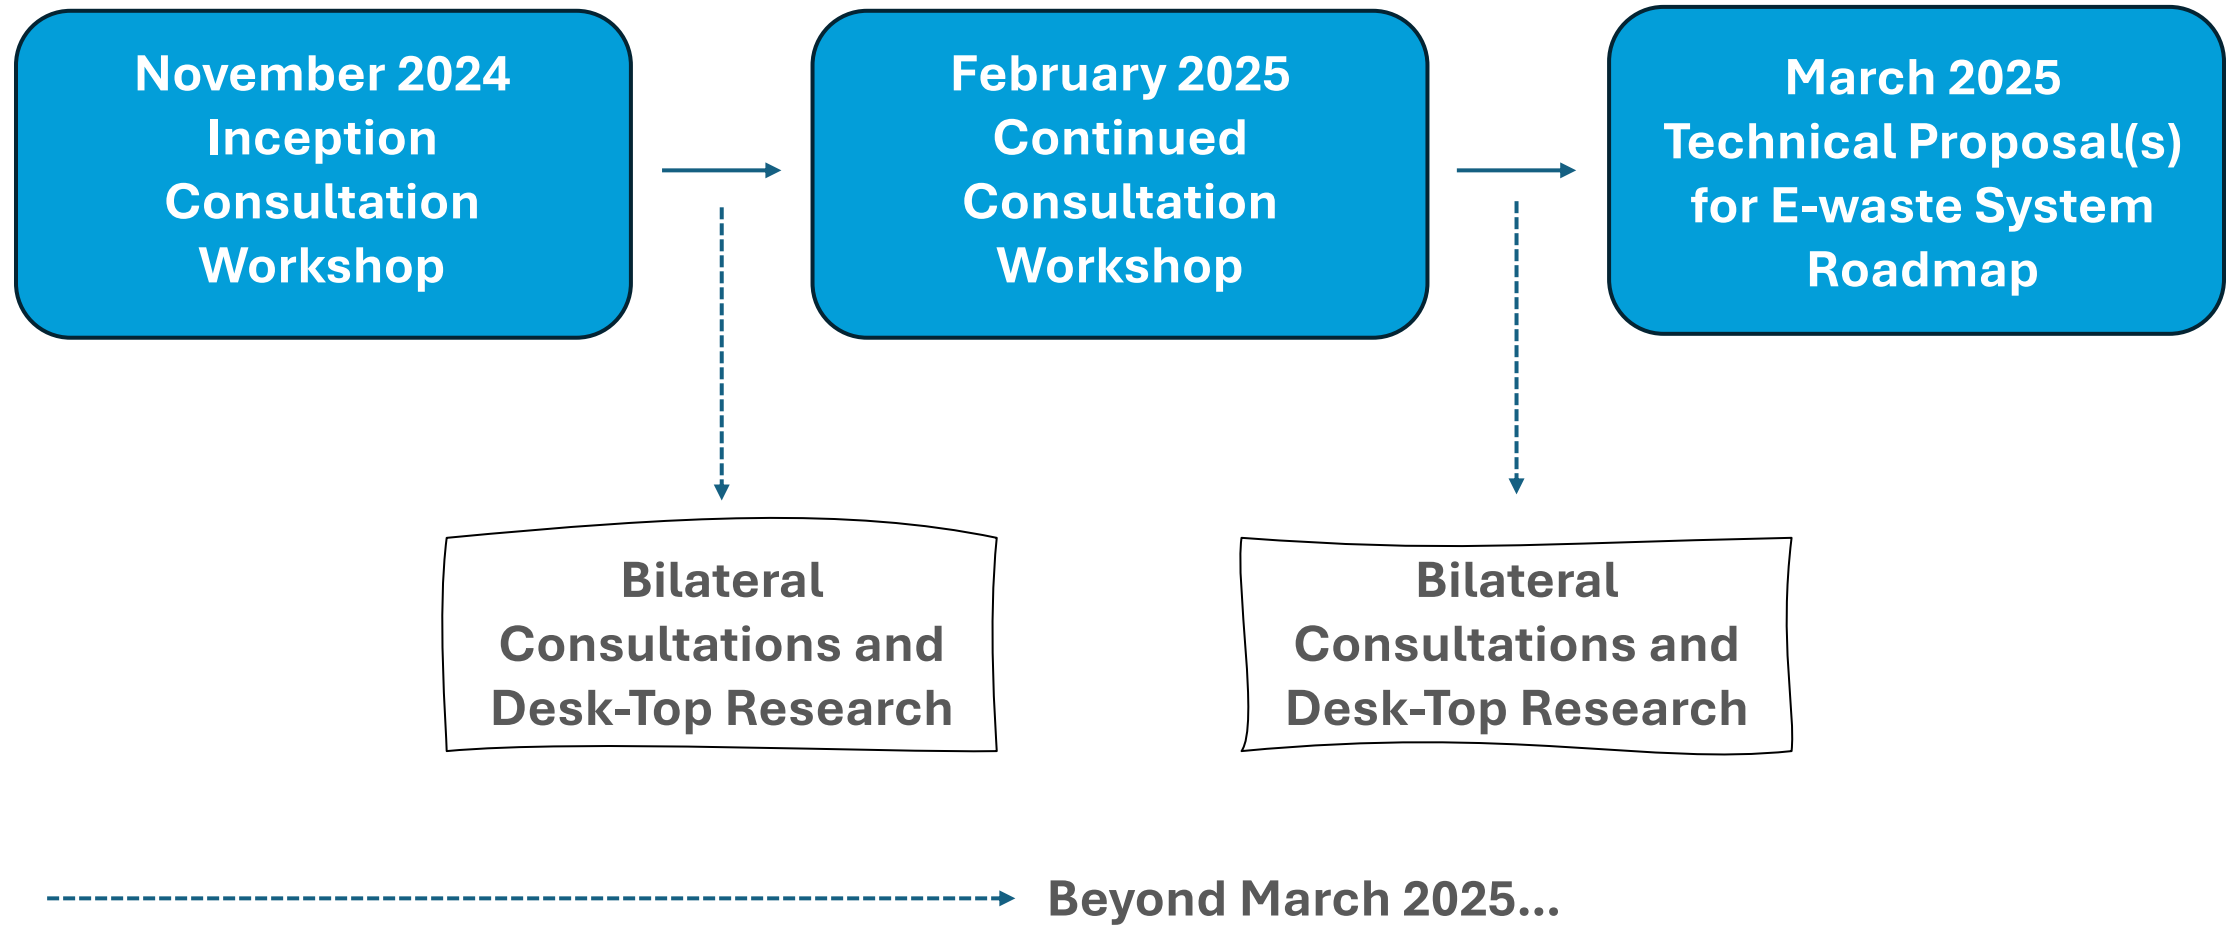 November 2024
Inception
Consultation
Workshop
February 2025
Continued
Consultation
Workshop
March 2025
Technical Proposal(s)
for E-waste System
Roadmap
Bilateral
Consultations and
Desk-Top Research
Bilateral
Consultations and
Desk-Top Research
Beyond March 2025...